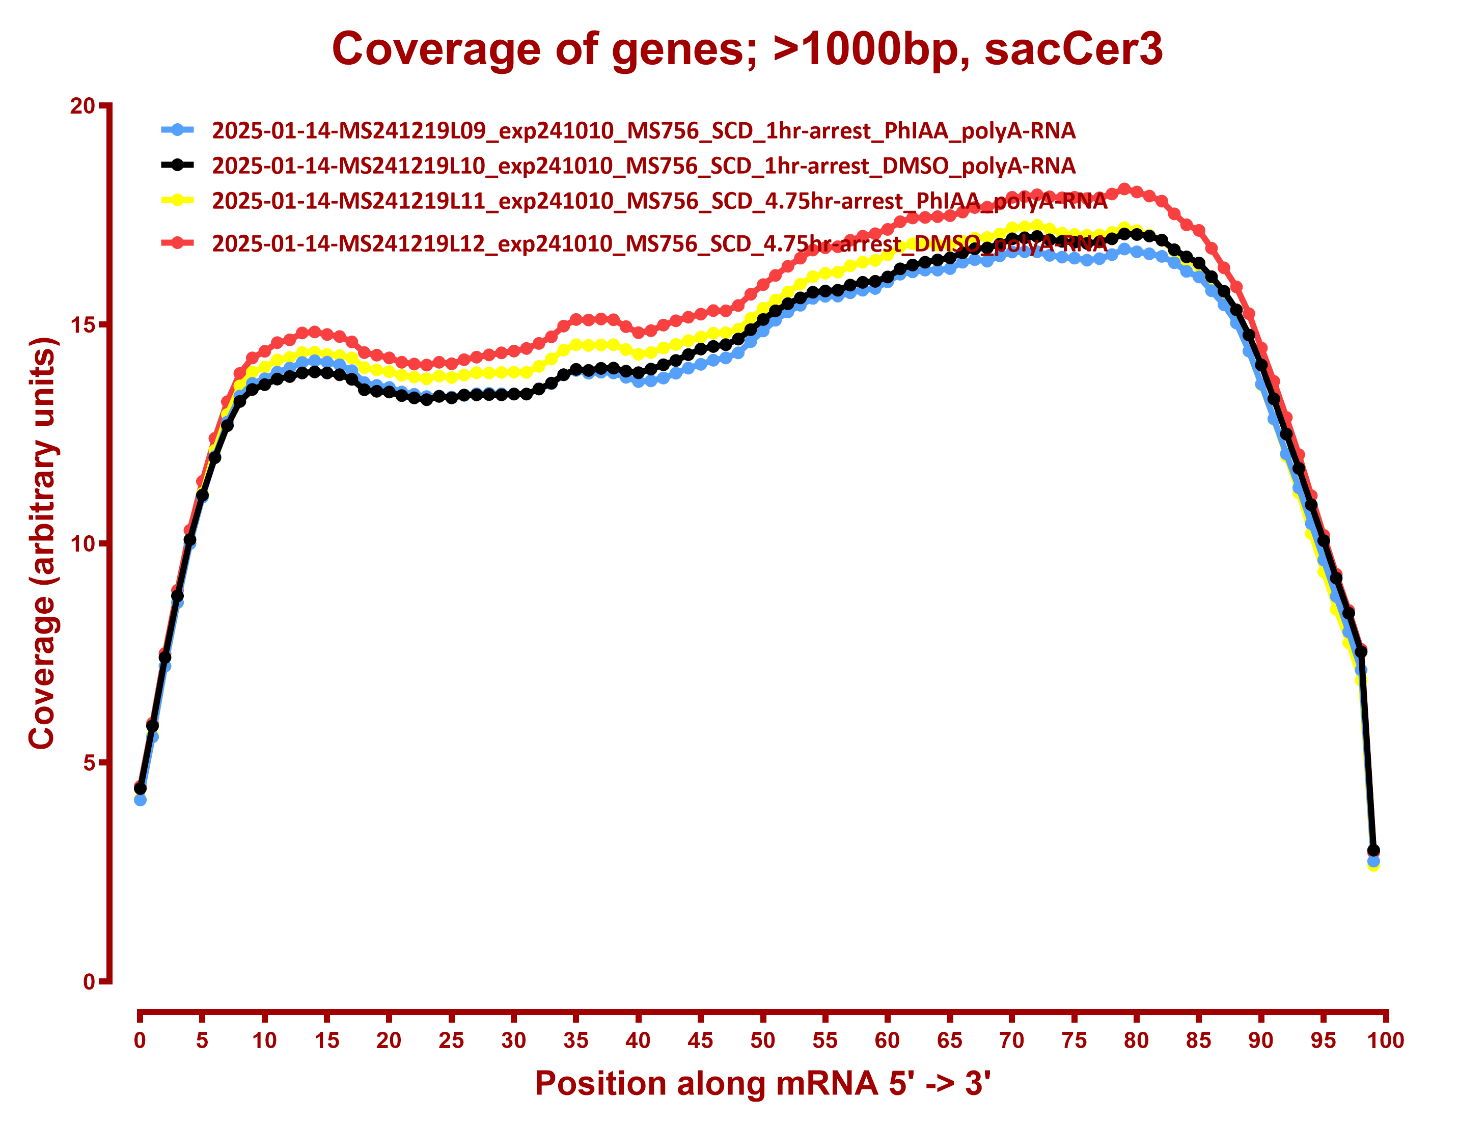 Coverage of genes; >1000bp, sacCer3
20
2025-01-14-MS241219L09_exp241010_MS756_SCD_1hr-arrest_PhIAA_polyA-RNA
2025-01-14-MS241219L10_exp241010_MS756_SCD_1hr-arrest_DMSO_polyA-RNA
2025-01-14-MS241219L11_exp241010_MS756_SCD_4.75hr-arrest_PhIAA_polyA-RNA
2025-01-14-MS241219L12_exp241010_MS756_SCD_4.75hr-arrest_DMSO_polyA-RNA
15
10
5
0
Coverage (arbitrary units)
0 5 10 15 20 25 30 35 40 45 50 55 60 65 70 75 80 85 90 95 100
Position along mRNA 5' -> 3'